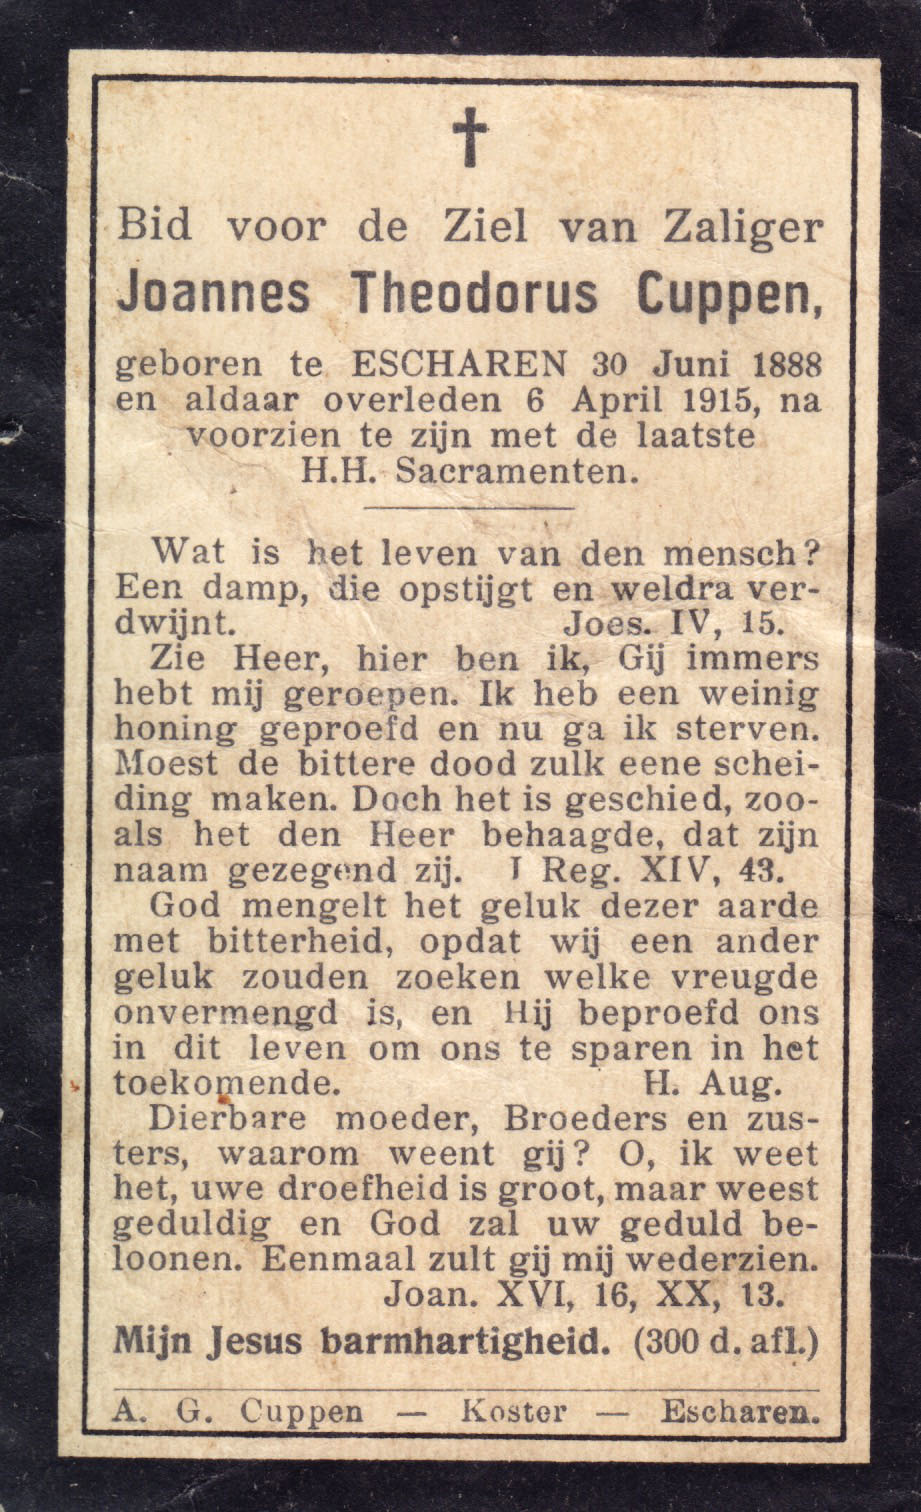 Bid voor de Ziel van Zaliger
Joannes Theodorus Cuppen,
geboren te ESCHAREN 30 Juni 1888
en aldaar overleden 6 April 1915, na
voorzien te zijn met de laatste
H.H. Sacramenten.
Wat is het leven van den mensch?
Een damp, die opstijgt en weldra ver-
dwijnt. Joes. IV, 15.
Zie Heer, hier ben ik, Gij immers
hebt mij geroepen. Ik heb een weinig
honing geproefd en nu ga ik sterven.
Moest de bittere dood zulk eene schei-
ding maken. Doch het is geschied, zoo-
als het den Heer behaagde, dat zijn
naam gezegend zij. I Reg. XIV, 43.
God mengelt het geluk dezer aarde
met bitterheid, opdat wij een ander
geluk zouden zoeken welke vreugde
onvermengd is, en Hij beproefd ons
in dit leven om ons te sparen in het
toekomende. H. Aug.
Dierbare moeder, Broeders en zus-
ters, waarom weent gij? O, ik weet
het, uwe droefheid is groot, maar weest
geduldig en God zal uw geduld be-
loonen. Eenmaal zult gij mij wederzien.
Joan. XVI, 16, XX, 13.
Mijn Jesus barmhartigheid. (300 d. afl.)
A. G. Cuppen — Koster — Escharen.